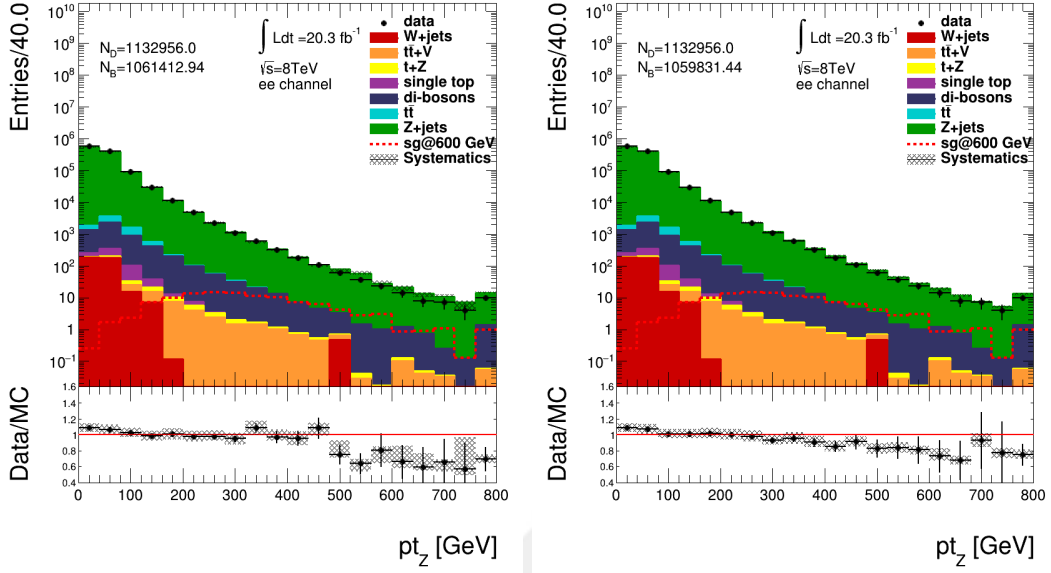 Entries/40.0
10¹⁰
10⁹
10⁸
10⁷
10⁶
10⁵
10⁴
10³
10²
10
1
10⁻¹
N_D=1132956.0
N_B=1061412.94
∫ Ldt =20.3 fb⁻¹
√s=8TeV
ee channel
data
W+jets
tt̄+V
t+Z
single top
di-bosons
tt̄
Z+jets
sg@600 GeV
Systematics
Data/MC
1.6
1.4
1.2
1
0.8
0.6
0.4
0 100 200 300 400 500 600 700 800
pt_Z [GeV]
Entries/40.0
10¹⁰
10⁹
10⁸
10⁷
10⁶
10⁵
10⁴
10³
10²
10
1
10⁻¹
N_D=1132956.0
N_B=1059831.44
∫ Ldt =20.3 fb⁻¹
√s=8TeV
ee channel
data
W+jets
tt̄+V
t+Z
single top
di-bosons
tt̄
Z+jets
sg@600 GeV
Systematics
Data/MC
1.6
1.4
1.2
1
0.8
0.6
0.4
0 100 200 300 400 500 600 700 800
pt_Z [GeV]